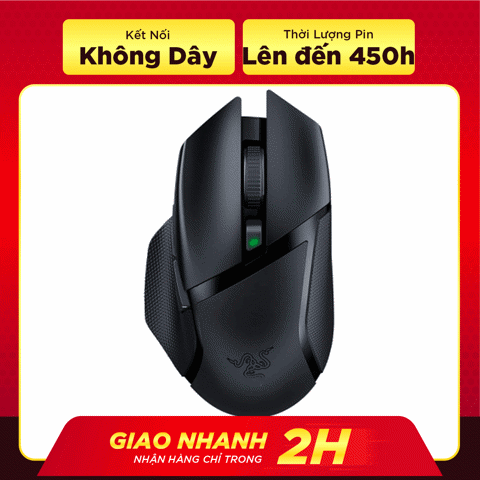 Kết Nối
Không Dây
Thời Lượng Pin
Lên đến 450h
GIAO NHANH
NHẬN HÀNG CHỈ TRONG
2H